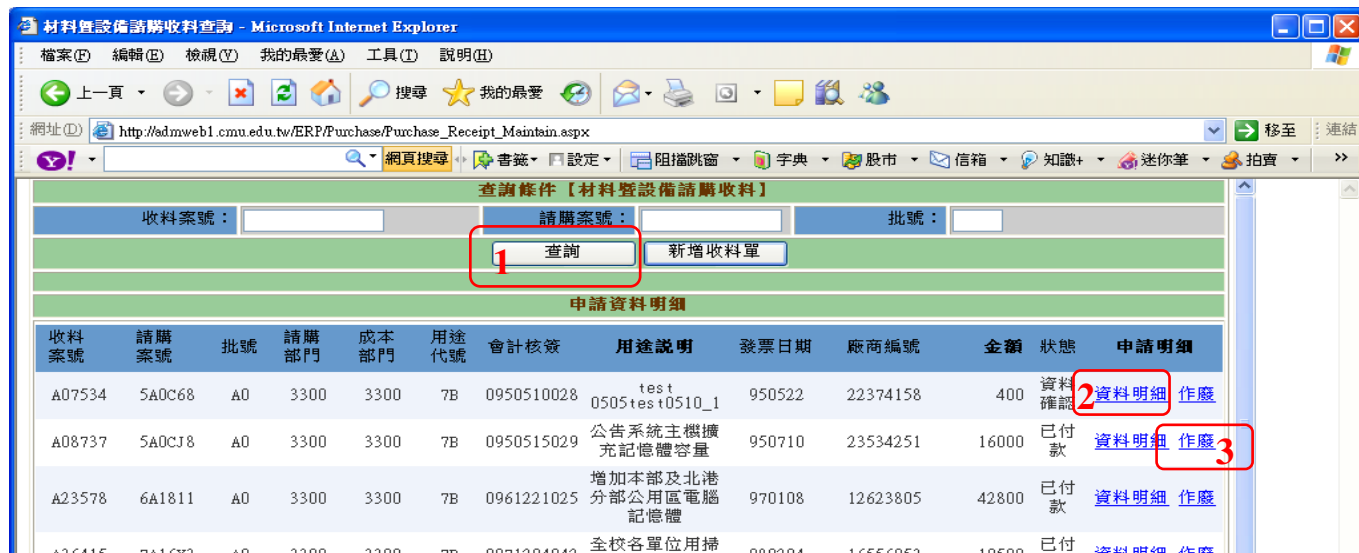 材料暨設備請購收料查詢 - Microsoft Internet Explorer
檔案(F) 編輯(E) 檢視(V) 我的最愛(A) 工具(T) 說明(H)
上一頁 搜尋 我的最愛
網址(D) http://admweb1.cmu.edu.tw/ERP/Purchase/Purchase_Receipt_Maintain.aspx 移至 連結
Y! 網頁搜尋 書籤 設定 阻擋跳窗 字典 股市 信箱 知識+ 迷你筆 拍賣 »
查詢條件【材料暨設備請購收料】
收料案號： 請購案號： 批號：
1 查詢 新增收料單
申請資料明細
收料案號 請購案號 批號 請購部門 成本部門 用途代號 會計核簽 用途說明 發票日期 廠商編號 金額 狀態 申請明細
A07534 5A0C68 A0 3300 3300 7B 0950510028 test 0505test0510_1 950522 22374158 400 資料確認 2 資料明細 作廢
A08737 5A0CJ8 A0 3300 3300 7B 0950515029 公告系統主機擴充記憶體容量 950710 23534251 16000 已付款 資料明細 作廢 3
A23578 6A1811 A0 3300 3300 7B 0961221025 增加本部及北港分部公用區電腦記憶體 970108 12623805 42800 已付款 資料明細 作廢
全校各單位用掃 已付